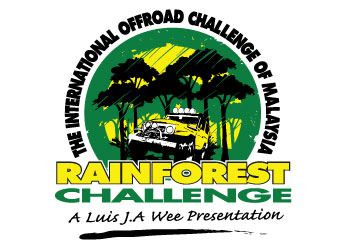 THE INTERNATIONAL OFFROAD CHALLENGE OF MALAYSIA
RAINFOREST
CHALLENGE
A Luis J.A Wee Presentation